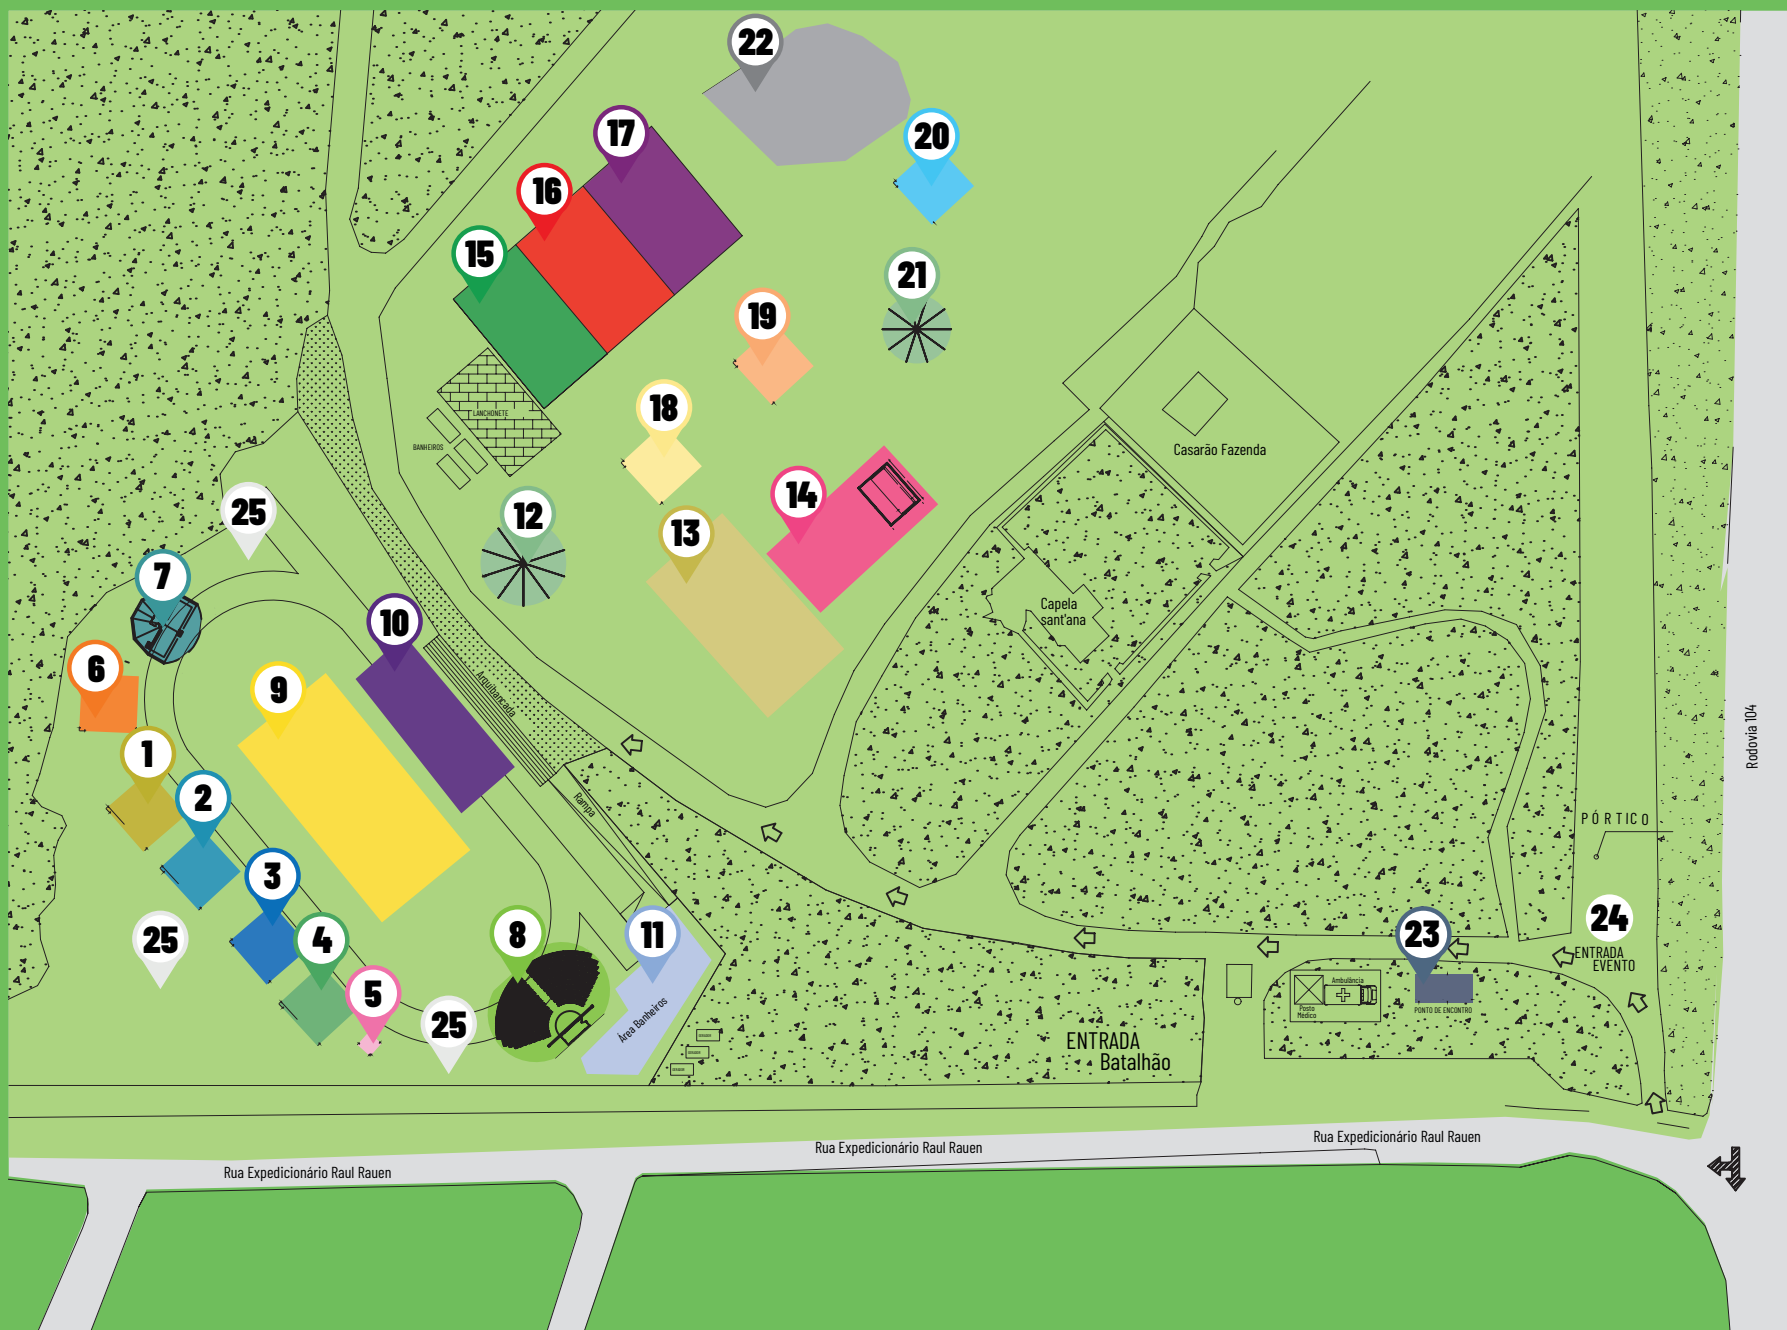 22
17
20
16
15
21
19
18
LANCHONETE
BANHEIROS
Casarão Fazenda
14
25
12
13
7
Capela
sant'ana
10
6
9
Arquibancada
Rodovia 104
1
2
Rampa
PÓRTICO
3
24
25
4
8
11
23
ENTRADA
EVENTO
5
25
Ambulância
Posto
Médico
PONTO DE ENCONTRO
Área Banheiros
ENTRADA
Batalhão
Rua Expedicionário Raul Rauen
Rua Expedicionário Raul Rauen
Rua Expedicionário Raul Rauen